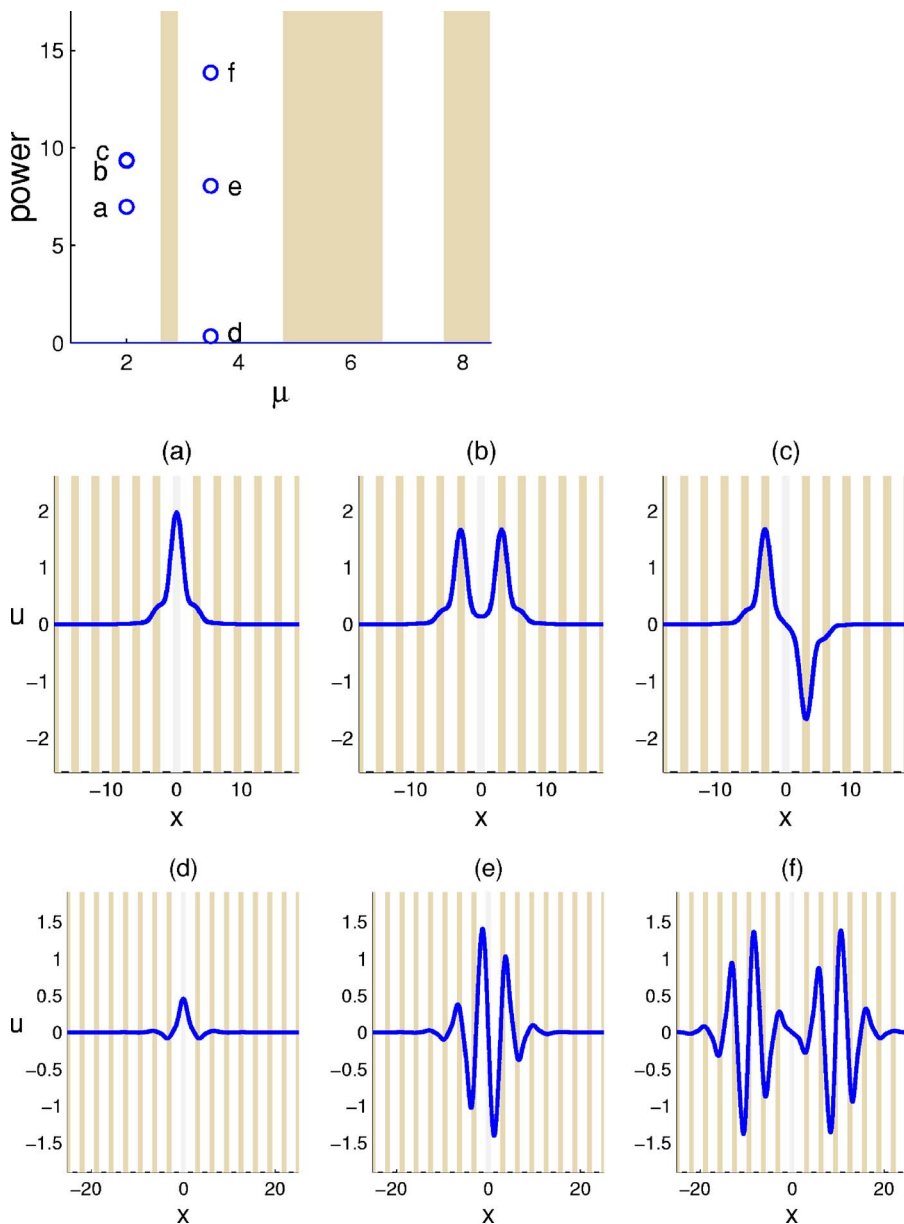 15
10
5
0
power
f
c
b
e
a
d
2 4 6 8
μ
(a) (b) (c)
2 2 2
1 1 1
u 0 0 0
−1 −1 −1
−2 −2 −2
−10 0 10 −10 0 10 −10 0 10
x x x
(d) (e) (f)
1.5 1.5 1.5
1 1 1
0.5 0.5 0.5
u 0 0 0
−0.5 −0.5 −0.5
−1 −1 −1
−1.5 −1.5 −1.5
−20 0 20 −20 0 20 −20 0 20
x x x